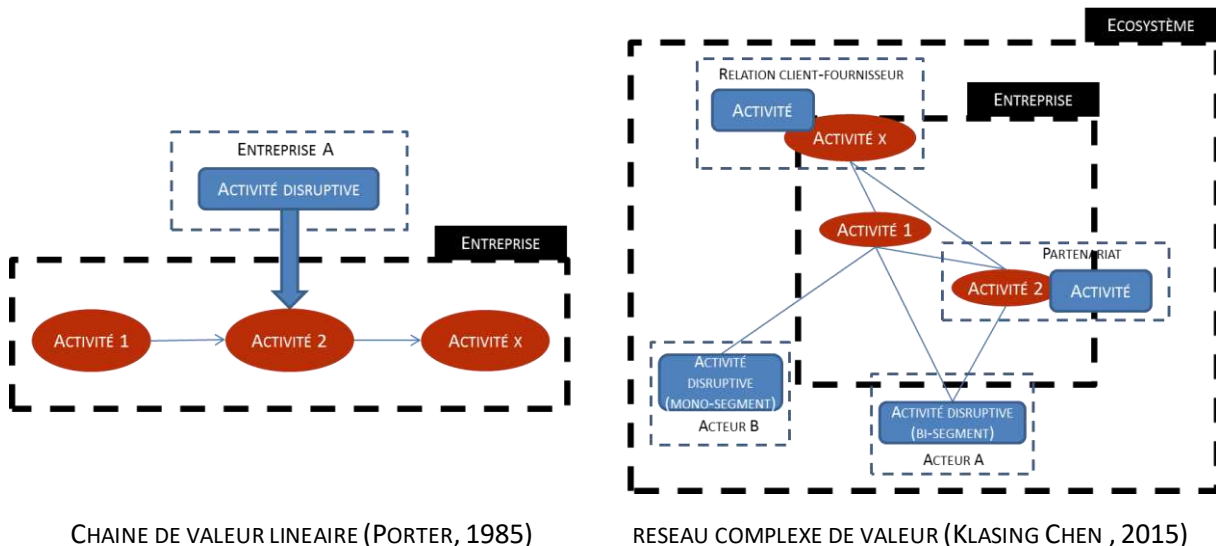 ENTREPRISE A
ACTIVITÉ DISRUPTIVE
ENTREPRISE
ACTIVITÉ 1
ACTIVITÉ 2
ACTIVITÉ X
CHAINE DE VALEUR LINEAIRE (PORTER, 1985)
ECOSYSTÈME
RELATION CLIENT-FOURNISSEUR
ACTIVITÉ
ACTIVITÉ X
ENTREPRISE
ACTIVITÉ 1
PARTENARIAT
ACTIVITÉ 2
ACTIVITÉ
ACTIVITÉ
DISRUPTIVE
(MONO-SEGMENT)
ACTEUR B
ACTIVITÉ DISRUPTIVE
(BI-SEGMENT)
ACTEUR A
RESEAU COMPLEXE DE VALEUR (KLASING CHEN , 2015)